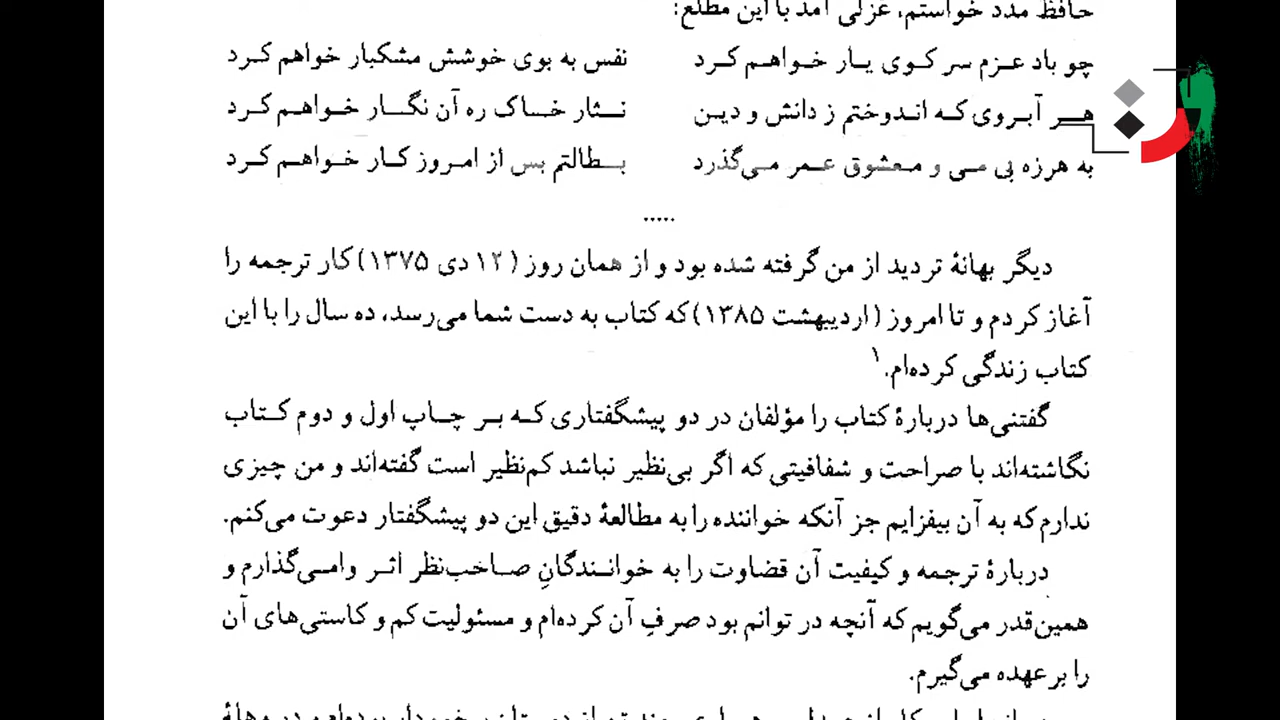 حافظ مدد خواستم، غزلی آمد با این مطلع:
چو باد عزم سر کوی یار خواهم کرد نفس به بوی خوشش مشکبار خواهم کرد
هر آبروی که اندوختم ز دانش و دین نثار خاک ره آن نگار خواهم کرد
به هرزه بی می و معشوق عمر می‌گذرد بطالتم بس از امروز کار خواهم کرد
.....
دیگر بهانهٔ تردید از من گرفته شده بود و از همان روز (۱۲ دی ۱۳۷۵) کار ترجمه را
آغاز کردم و تا امروز (اردیبهشت ۱۳۸۵) که کتاب به دست شما می‌رسد، ده سال را با این
کتاب زندگی کرده‌ام.۱
گفتنی‌ها دربارهٔ کتاب را مؤلفان در دو پیشگفتاری که بر چاپ اول و دوم کتاب
نگاشته‌اند با صراحت و شفافیتی که اگر بی‌نظیر نباشد کم‌نظیر است گفته‌اند و من چیزی
ندارم که به آن بیفزایم جز آنکه خواننده را به مطالعهٔ دقیق این دو پیشگفتار دعوت می‌کنم.
دربارهٔ ترجمه و کیفیت آن قضاوت را به خوانندگانِ صاحب‌نظر اثر وامی‌گذارم و
همین‌قدر می‌گویم که آنچه در توانم بود صرفِ آن کرده‌ام و مسئولیت کم و کاستی‌های آن
را بر عهده می‌گیرم.